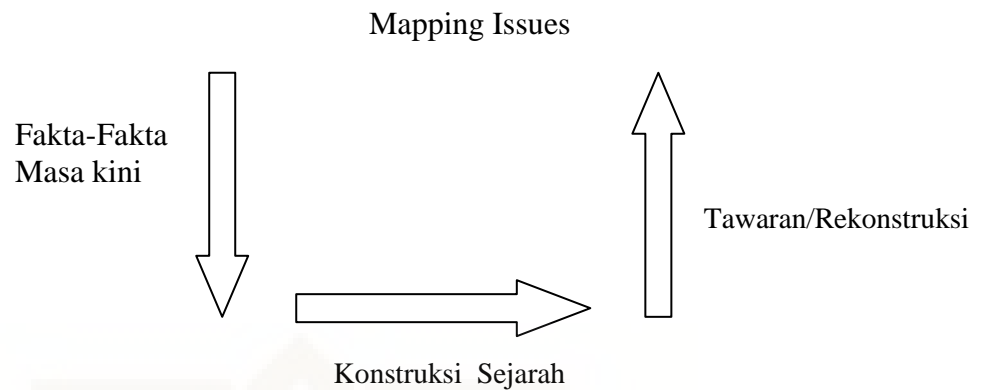 Mapping Issues
Fakta-Fakta
Masa kini
Tawaran/Rekonstruksi
Konstruksi Sejarah